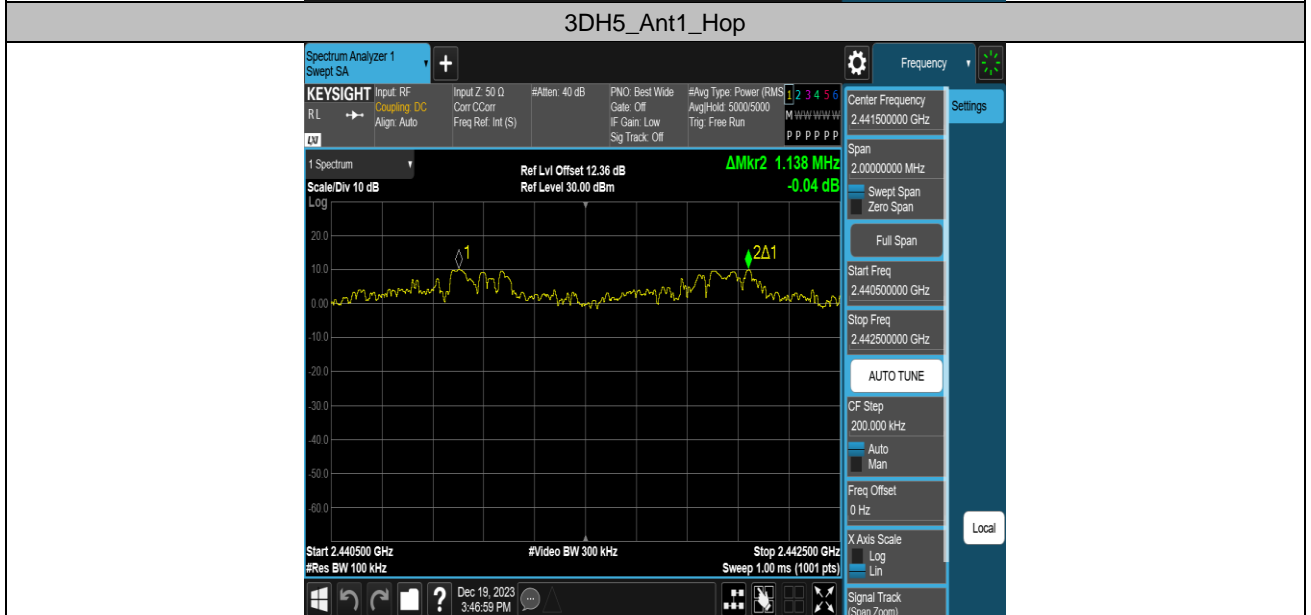 3DH5_Ant1_Hop
Spectrum Analyzer 1
Swept SA
+
Frequency
KEYSIGHT
RL
LXI
Input: RF
Coupling: DC
Align: Auto
Input Z: 50 Ω
Corr CCorr
Freq Ref: Int (S)
#Atten: 40 dB
PNO: Best Wide
Gate: Off
IF Gain: Low
Sig Track: Off
#Avg Type: Power (RMS
Avg|Hold: 5000/5000
Trig: Free Run
1 2 3 4 5 6
M W W W W W
P P P P P P
1 Spectrum
Scale/Div 10 dB
Log
Ref Lvl Offset 12.36 dB
Ref Level 30.00 dBm
ΔMkr2 1.138 MHz
-0.04 dB
20.0
10.0
0.00
-10.0
-20.0
-30.0
-40.0
-50.0
-60.0
1
2Δ1
Start 2.440500 GHz
#Res BW 100 kHz
#Video BW 300 kHz
Stop 2.442500 GHz
Sweep 1.00 ms (1001 pts)
?
Dec 19, 2023
3:46:59 PM
Center Frequency
2.441500000 GHz
Span
2.00000000 MHz
Swept Span
Zero Span
Full Span
Start Freq
2.440500000 GHz
Stop Freq
2.442500000 GHz
AUTO TUNE
CF Step
200.000 kHz
Auto
Man
Freq Offset
0 Hz
X Axis Scale
Log
Lin
Signal Track
(Span Zoom)
Settings
Local